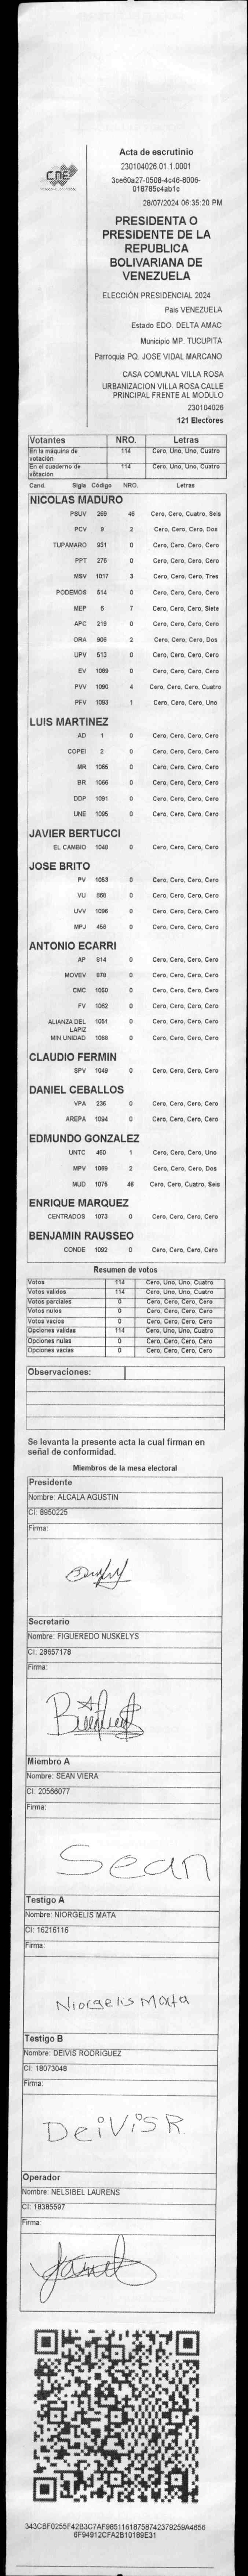 CNE
Acta de escrutinio
230104026.01.1.0001
3ce60a27-0508-4c46-8006-
018785c4ab1c
28/07/2024 06:35:20 PM
PRESIDENTA O
PRESIDENTE DE LA
REPUBLICA
BOLIVARIANA DE
VENEZUELA
ELECCIÓN PRESIDENCIAL 2024
Pais VENEZUELA
Estado EDO. DELTA AMAC
Municipio MP. TUCUPITA
Parroquia PQ. JOSE VIDAL MARCANO
CASA COMUNAL VILLA ROSA
URBANIZACION VILLA ROSA CALLE
PRINCIPAL FRENTE AL MODULO
230104026
121 Electores
Votantes NRO. Letras
En la máquina de votación 114 Cero, Uno, Uno, Cuatro
En el cuaderno de votación 114 Cero, Uno, Uno, Cuatro
Cand. Sigla Código NRO. Letras
NICOLAS MADURO
PSUV 269 46 Cero, Cero, Cuatro, Seis
PCV 9 2 Cero, Cero, Cero, Dos
TUPAMARO 931 0 Cero, Cero, Cero, Cero
PPT 275 0 Cero, Cero, Cero, Cero
MSV 1017 3 Cero, Cero, Cero, Tres
PODEMOS 514 0 Cero, Cero, Cero, Cero
MEP 5 7 Cero, Cero, Cero, Siete
APC 219 0 Cero, Cero, Cero, Cero
ORA 906 2 Cero, Cero, Cero, Dos
UPV 513 0 Cero, Cero, Cero, Cero
EV 1089 0 Cero, Cero, Cero, Cero
PVV 1090 4 Cero, Cero, Cero, Cuatro
PFV 1093 1 Cero, Cero, Cero, Uno
LUIS MARTINEZ
AD 1 0 Cero, Cero, Cero, Cero
COPEI 2 0 Cero, Cero, Cero, Cero
MR 1055 0 Cero, Cero, Cero, Cero
BR 1066 0 Cero, Cero, Cero, Cero
DDP 1091 0 Cero, Cero, Cero, Cero
UNE 1095 0 Cero, Cero, Cero, Cero
JAVIER BERTUCCI
EL CAMBIO 1048 0 Cero, Cero, Cero, Cero
JOSE BRITO
PV 1053 0 Cero, Cero, Cero, Cero
VU 868 0 Cero, Cero, Cero, Cero
UVV 1096 0 Cero, Cero, Cero, Cero
MPJ 458 0 Cero, Cero, Cero, Cero
ANTONIO ECARRI
AP 814 0 Cero, Cero, Cero, Cero
MOVEV 878 0 Cero, Cero, Cero, Cero
CMC 1050 0 Cero, Cero, Cero, Cero
FV 1052 0 Cero, Cero, Cero, Cero
ALIANZA DEL LAPIZ 1051 0 Cero, Cero, Cero, Cero
MIN UNIDAD 1068 0 Cero, Cero, Cero, Cero
CLAUDIO FERMIN
SPV 1049 0 Cero, Cero, Cero, Cero
DANIEL CEBALLOS
VPA 236 0 Cero, Cero, Cero, Cero
AREPA 1094 0 Cero, Cero, Cero, Cero
EDMUNDO GONZALEZ
UNTC 460 1 Cero, Cero, Cero, Uno
MPV 1069 2 Cero, Cero, Cero, Dos
MUD 1075 46 Cero, Cero, Cuatro, Seis
ENRIQUE MARQUEZ
CENTRADOS 1073 0 Cero, Cero, Cero, Cero
BENJAMIN RAUSSEO
CONDE 1092 0 Cero, Cero, Cero, Cero
Resumen de votos
Votos 114 Cero, Uno, Uno, Cuatro
Votos validos 114 Cero, Uno, Uno, Cuatro
Votos parciales 0 Cero, Cero, Cero, Cero
Votos nulos 0 Cero, Cero, Cero, Cero
Votos vacios 0 Cero, Cero, Cero, Cero
Opciones validas 114 Cero, Uno, Uno, Cuatro
Opciones nulas 0 Cero, Cero, Cero, Cero
Opciones vacias 0 Cero, Cero, Cero, Cero
Observaciones:
Se levanta la presente acta la cual firman en
señal de conformidad.
Miembros de la mesa electoral
Presidente
Nombre: ALCALA AGUSTIN
CI: 8950225
Firma:
Secretario
Nombre: FIGUEREDO NUSKELYS
CI: 28657178
Firma:
Miembro A
Nombre: SEAN VIERA
CI: 20566077
Firma:
Sean
Testigo A
Nombre: NIORGELIS MATA
CI: 16216116
Firma:
Niorgelis Mata
Testigo B
Nombre: DEIVIS RODRIGUEZ
CI: 18073048
Firma:
DeiViSR
Operador
Nombre: NELSIBEL LAURENS
CI: 18385597
Firma:
343CBF0255F42B3C7AF98511618758742379259A4656
6F94912CFA2B10189E31